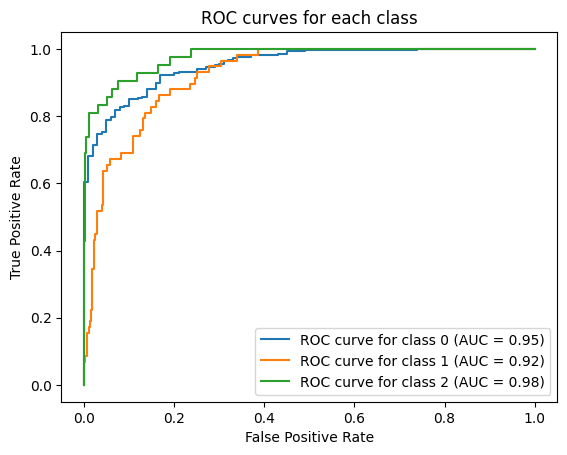 ROC curves for each class
True Positive Rate
1.0
0.8
0.6
0.4
0.2
0.0
ROC curve for class 0 (AUC = 0.95)
ROC curve for class 1 (AUC = 0.92)
ROC curve for class 2 (AUC = 0.98)
0.0 0.2 0.4 0.6 0.8 1.0
False Positive Rate